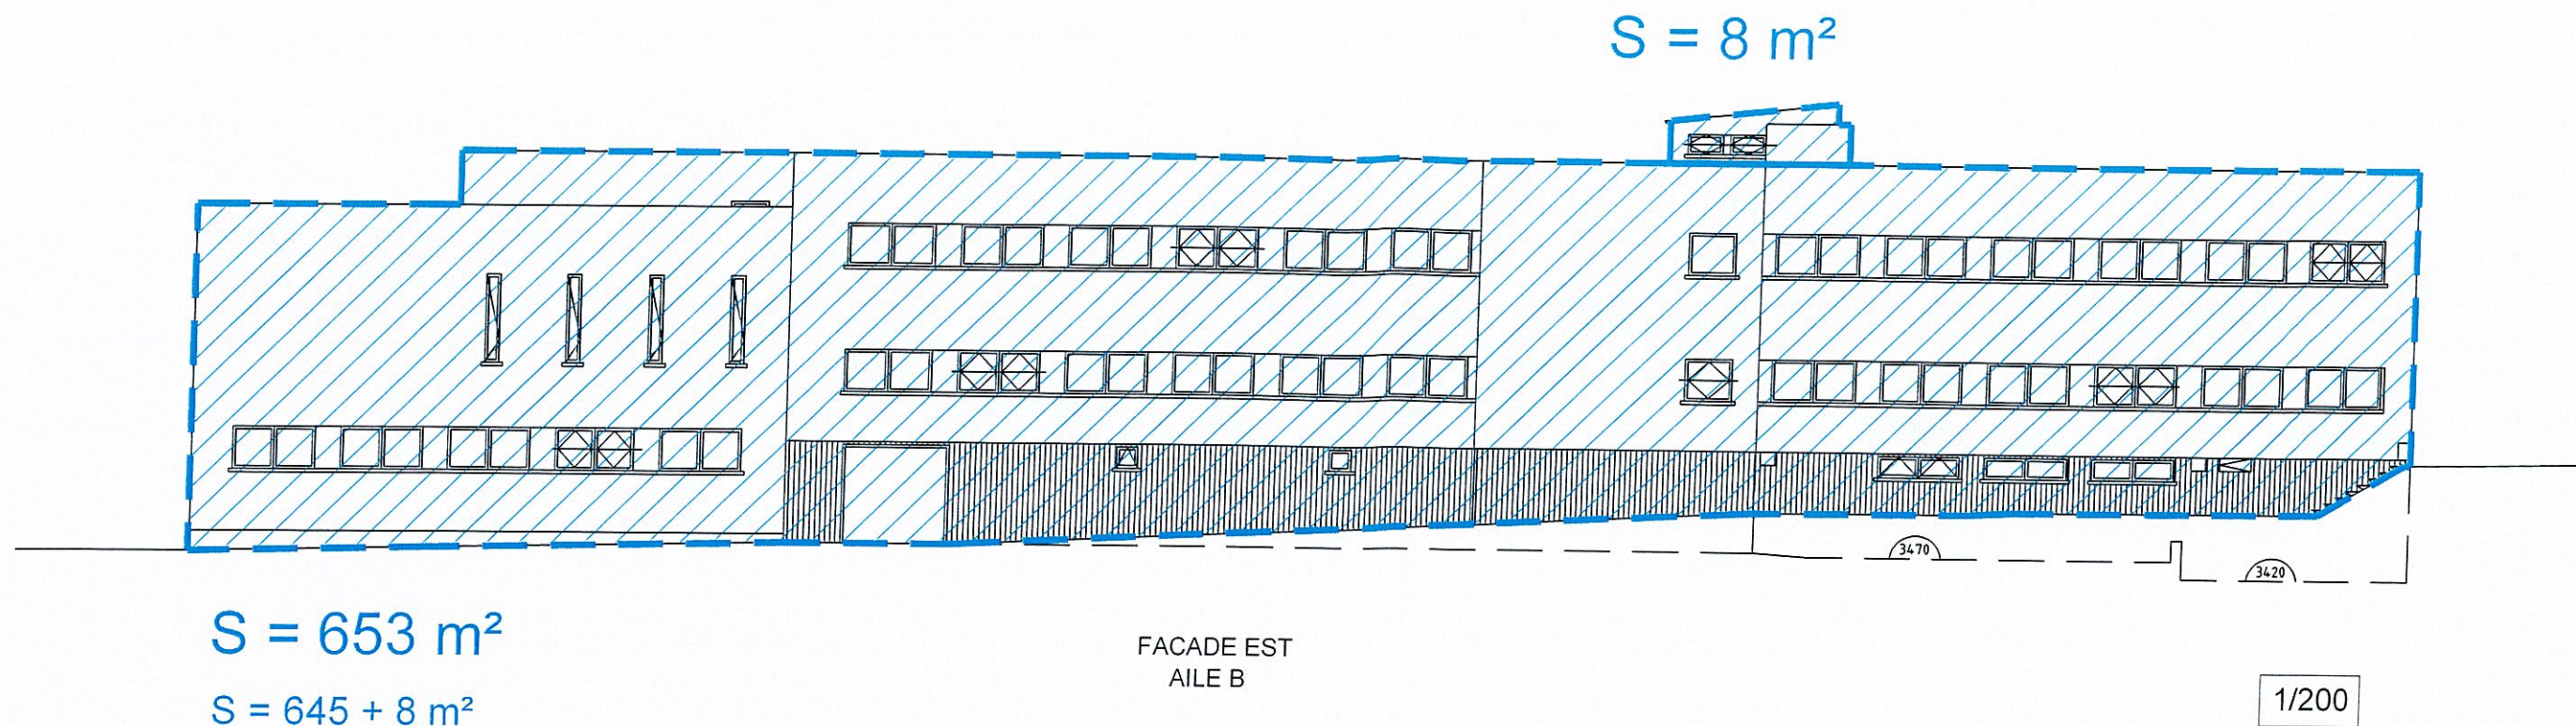 S = 8 m²
3470
3420
S = 653 m²
S = 645 + 8 m²
FACADE EST
AILE B
1/200